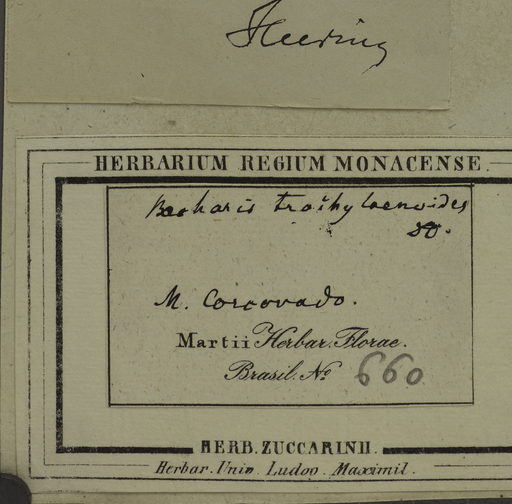 Heering
HERBARIUM REGIUM MONACENSE.
Baccharis trachylaenoides
DC.
M. Corcovado.
Martii Herbar. Florae.
Brasil. No 660.
HERB. ZUCCARINII.
Herbar. Univ. Ludov. Maximil.